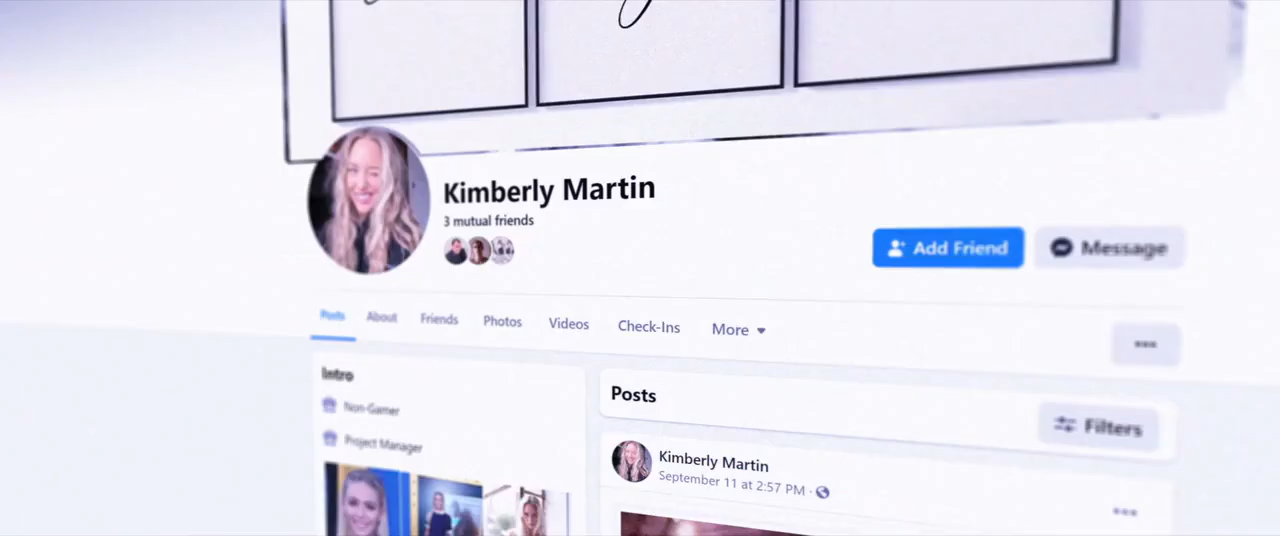 Kimberly Martin
3 mutual friends
Add Friend
Message
Posts About Friends Photos Videos Check-Ins More
Intro
Non-Gamer
Project Manager
Posts
Filters
Kimberly Martin
September 11 at 2:57 PM ·